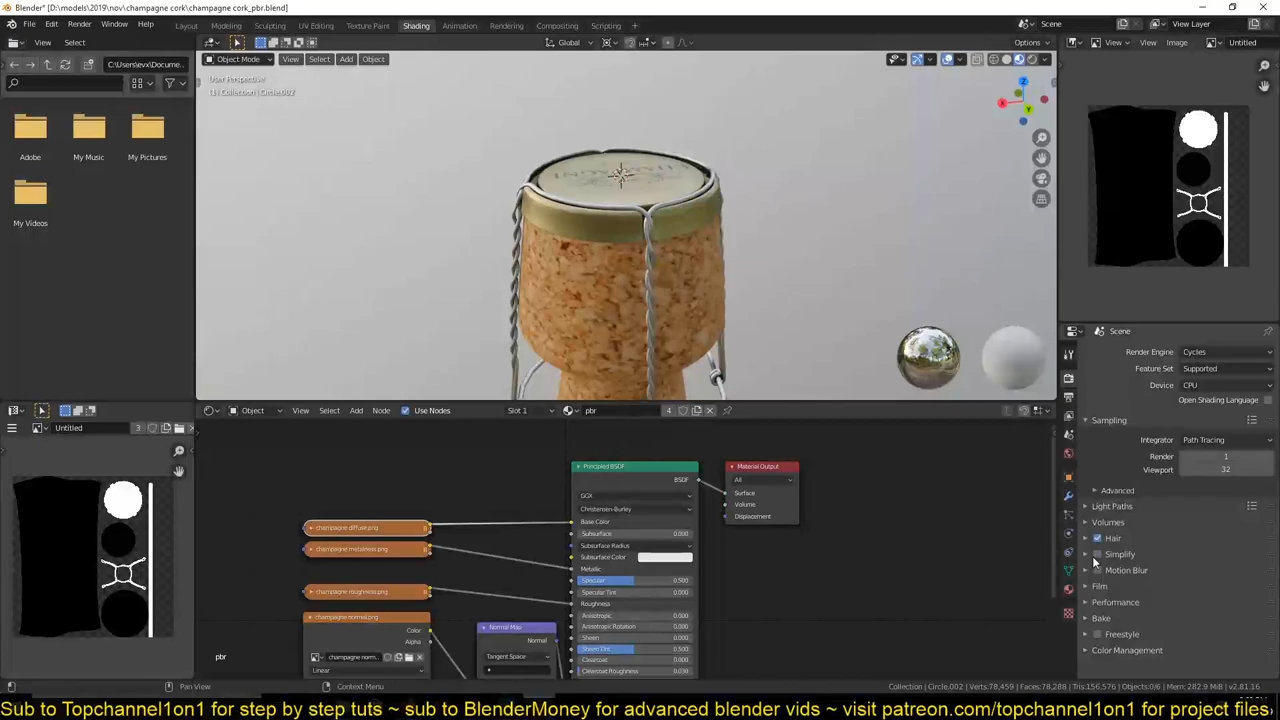 Blender* [D:\models\2019\nov\champagne cork\champagne cork_pbr.blend]
File Edit Render Window Help Layout Modeling Sculpting UV Editing Texture Paint Shading Animation Rendering Compositing Scripting + Scene View Layer
View Select Global Options View View Image Untitled
C:\Users\evx\Docume... Object Mode View Select Add Object
User Perspective
(1) Collection | Circle.002
Adobe My Music My Pictures
My Videos
X Y Z
Scene
Render Engine Cycles
Feature Set Supported
Device CPU
Open Shading Language
Sampling
Integrator Path Tracing
Render 1
Viewport 32
Advanced
Light Paths
Volumes
Hair
Simplify
Motion Blur
Film
Performance
Bake
Freestyle
Color Management
Untitled 3 Object View Select Add Node Use Nodes Slot 1 pbr 4
Principled BSDF
BSDF
GGX
Christensen-Burley
Base Color
Subsurface 0.000
Subsurface Radius
Subsurface Color
Metallic
Specular 0.500
Specular Tint 0.000
Roughness
Anisotropic 0.000
Anisotropic Rotation 0.000
Sheen 0.000
Sheen Tint 0.500
Clearcoat 0.000
Clearcoat Roughness 0.030
Material Output
All
Surface
Volume
Displacement
champagne diffuse.png
champagne metalness.png
champagne roughness.png
champagne normal.png
Color
Alpha
champagne norm...
Linear
Normal Map
Normal
Tangent Space
pbr
Pan View Context Menu Collection | Circle.002 | Verts:78,459 | Faces:78,288 | Tris:156,576 | Objects:0/6 | Mem: 282.9 MiB | v2.81.16
Sub to Topchannel1on1 for step by step tuts ~ sub to BlenderMoney for advanced blender vids ~ visit patreon.com/topchannel1on1 for project files